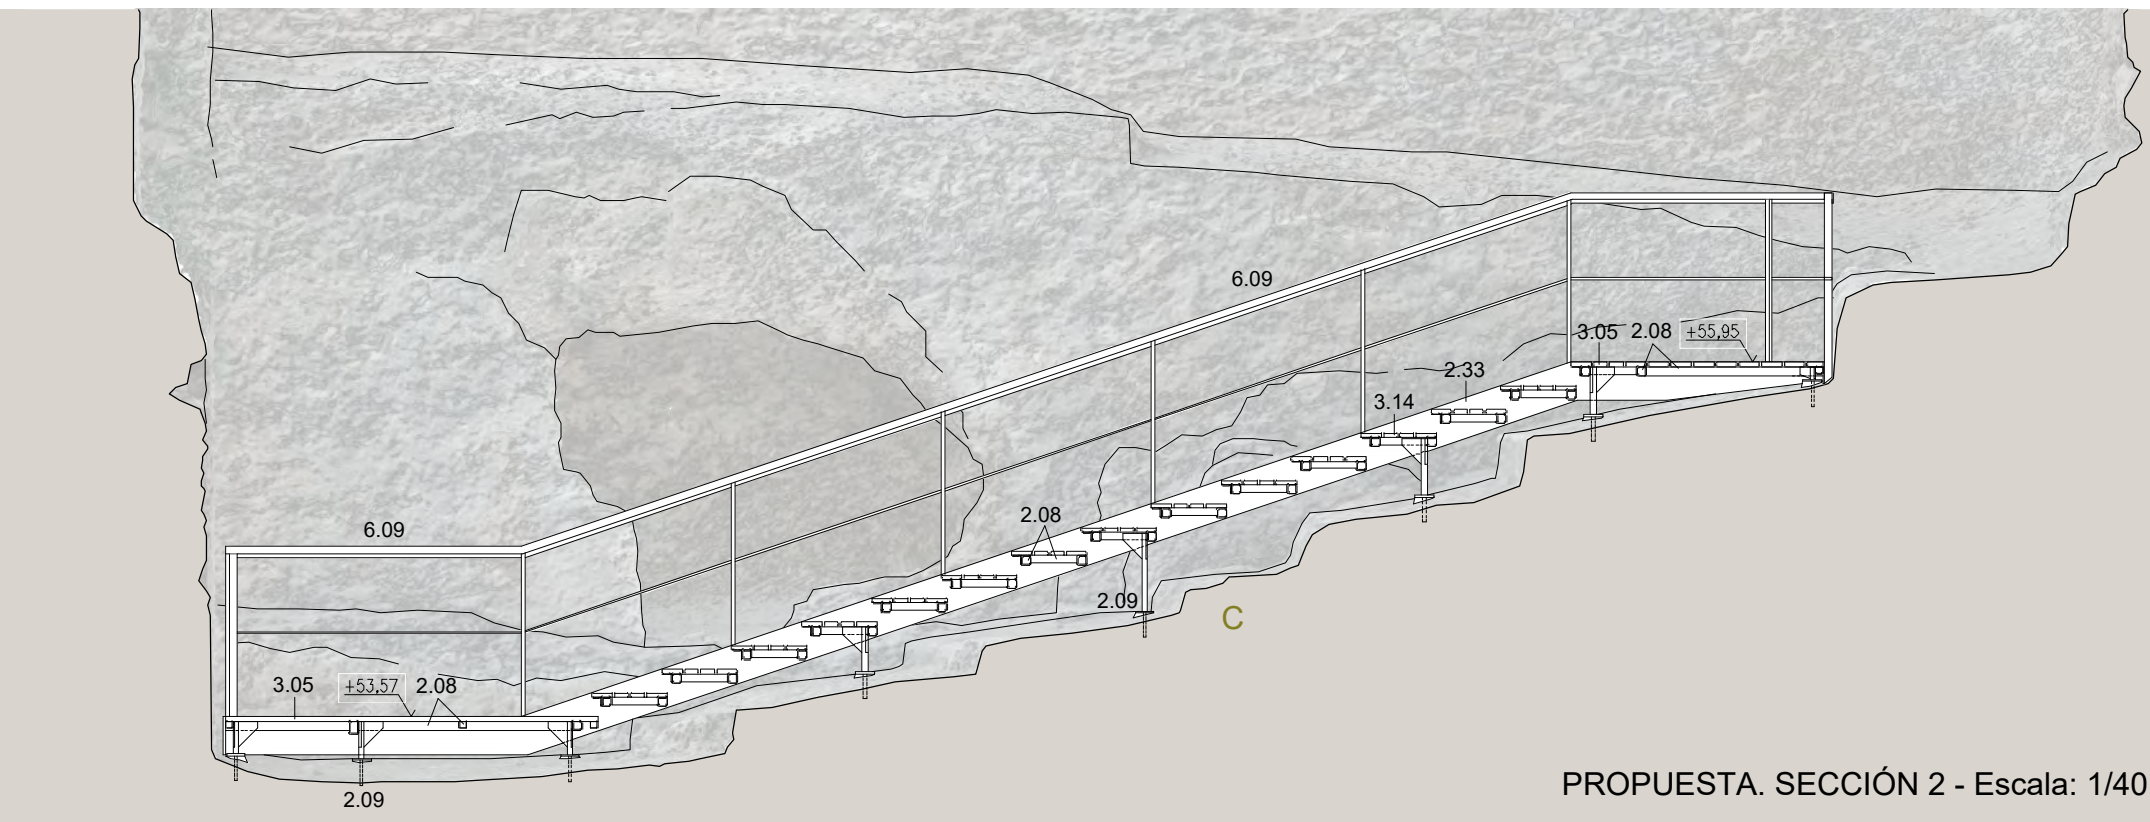 6.09
3.05 2.08 +55,95
2.33
3.14
2.08
6.09
2.09
C
3.05 +53,57 2.08
2.09
PROPUESTA. SECCIÓN 2 - Escala: 1/40